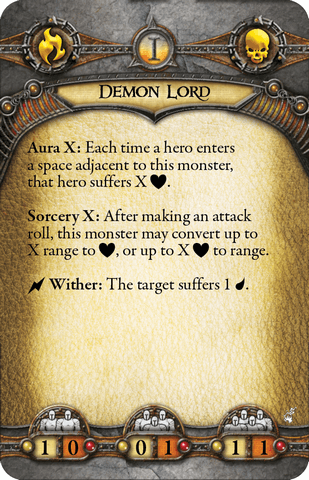 I
Demon Lord
Aura X: Each time a hero enters
a space adjacent to this monster,
that hero suffers X ♥.
Sorcery X: After making an attack
roll, this monster may convert up to
X range to ♥, or up to X ♥ to range.
Wither: The target suffers 1 .
1 0 0 1 1 1